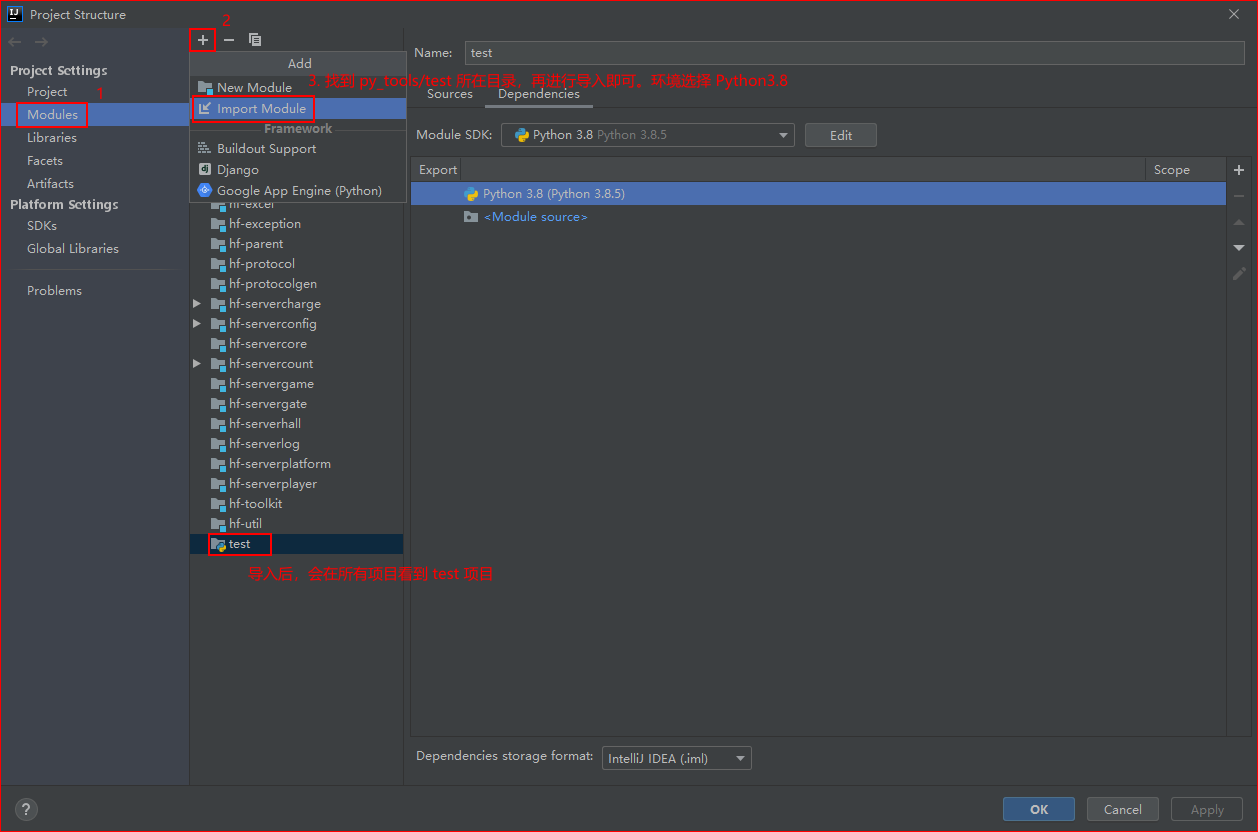 Project Structure
2
Project Settings
Project
1
Modules
Libraries
Facets
Artifacts
Platform Settings
SDKs
Global Libraries
Problems
Add
New Module
Import Module
Framework
Buildout Support
Django
Google App Engine (Python)
hf-excel
hf-exception
hf-parent
hf-protocol
hf-protocolgen
hf-servercharge
hf-serverconfig
hf-servercore
hf-servercount
hf-servergame
hf-servergate
hf-serverhall
hf-serverlog
hf-serverplatform
hf-serverplayer
hf-toolkit
hf-util
test
导入后，会在所有项目看到 test 项目
Name: test
3. 找到 py_tools/test 所在目录，再进行导入即可。环境选择 Python3.8
Sources Dependencies
Module SDK: Python 3.8 Python 3.8.5 Edit
Export Scope
Python 3.8 (Python 3.8.5)
<Module source>
Dependencies storage format: IntelliJ IDEA (.iml)
? OK Cancel Apply